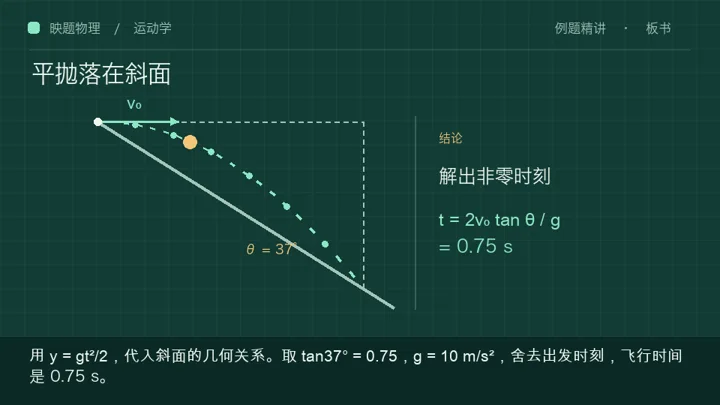 映题物理 / 运动学
例题精讲 · 板书
平抛落在斜面
v₀
θ = 37°
结论
解出非零时刻
t = 2v₀ tan θ / g
= 0.75 s
用 y = gt²/2，代入斜面的几何关系。取 tan37° = 0.75，g = 10 m/s²，舍去出发时刻，飞行时间
是 0.75 s。